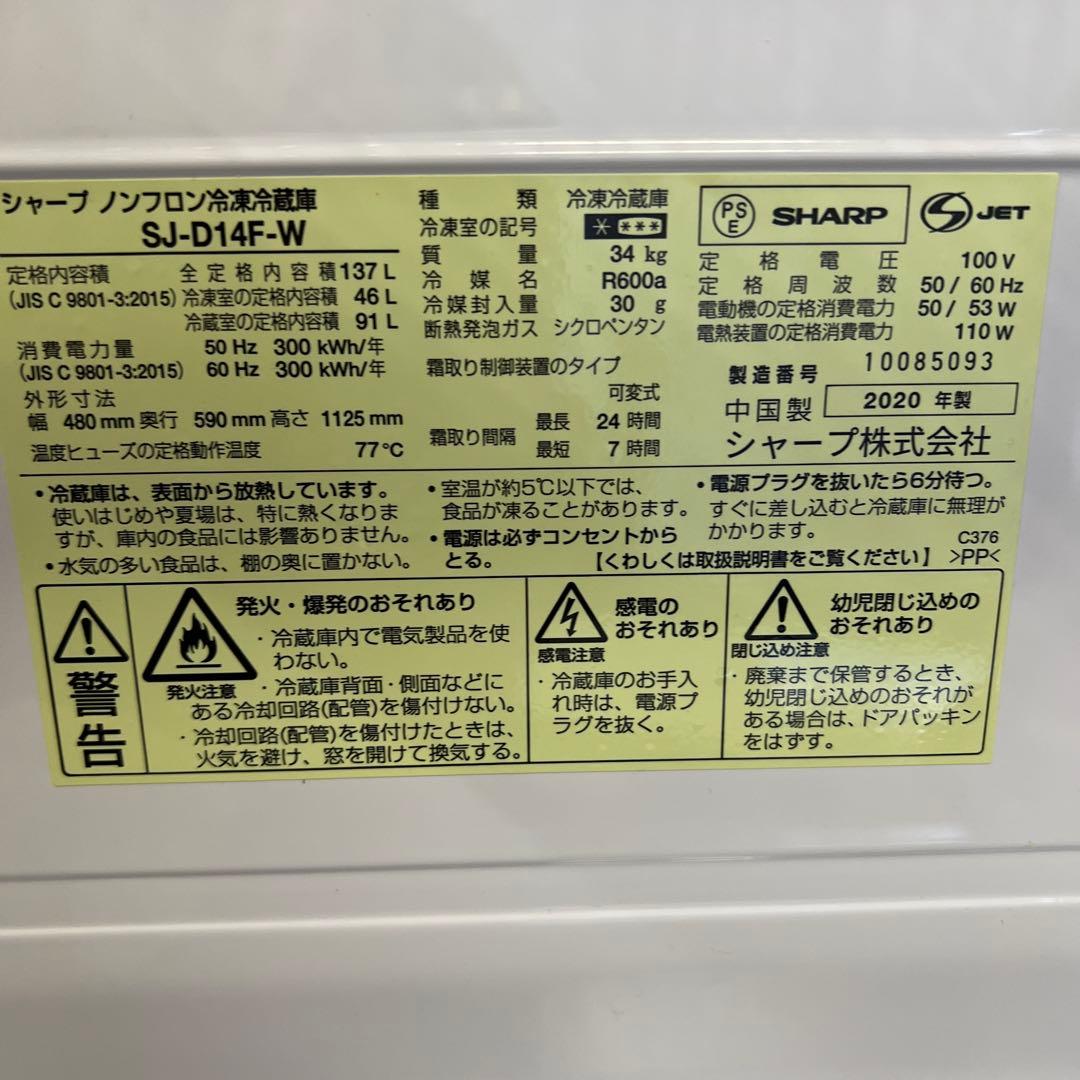 シャープ ノンフロン冷凍冷蔵庫
SJ-D14F-W
定格内容積 全定格内容積 137 L
(JIS C 9801-3:2015) 冷凍室の定格内容積 46 L
冷蔵室の定格内容積 91 L
消費電力量 50 Hz 300 kWh/年
(JIS C 9801-3:2015) 60 Hz 300 kWh/年
外形寸法
幅 480 mm 奥行 590 mm 高さ 1125 mm
温度ヒューズの定格動作温度 77℃
種類 冷凍冷蔵庫
冷凍室の記号 * ***
質量 34 kg
冷媒名 R600a
冷媒封入量 30 g
断熱発泡ガス シクロペンタン
霜取り制御装置のタイプ
可変式
霜取り間隔 最長 24 時間
最短 7 時間
PS E SHARP S JET
定格電圧 100 V
定格周波数 50 / 60 Hz
電動機の定格消費電力 50 / 53 W
電熱装置の定格消費電力 110 W
製造番号 10085093
中国製 2020 年製
シャープ株式会社
・冷蔵庫は、表面から放熱しています。
使いはじめや夏場は、特に熱くなりま
すが、庫内の食品には影響ありません。
・水気の多い食品は、棚の奥に置かない。
・室温が約5℃以下では、
食品が凍ることがあります。
・電源は必ずコンセントから
とる。
・電源プラグを抜いたら6分待つ。
すぐに差し込むと冷蔵庫に無理が
かかります。 C376
【くわしくは取扱説明書をご覧ください】 >PP<
警告
発火・爆発のおそれあり
発火注意
・冷蔵庫内で電気製品を使
わない。
・冷蔵庫背面・側面などに
ある冷却回路(配管)を傷付けない。
・冷却回路(配管)を傷付けたときは、
火気を避け、窓を開けて換気する。
感電の
おそれあり
感電注意
・冷蔵庫のお手入
れ時は、電源プ
ラグを抜く。
幼児閉じ込めの
おそれあり
閉じ込め注意
・廃棄まで保管するとき、
幼児閉じ込めのおそれが
ある場合は、ドアパッキン
をはずす。